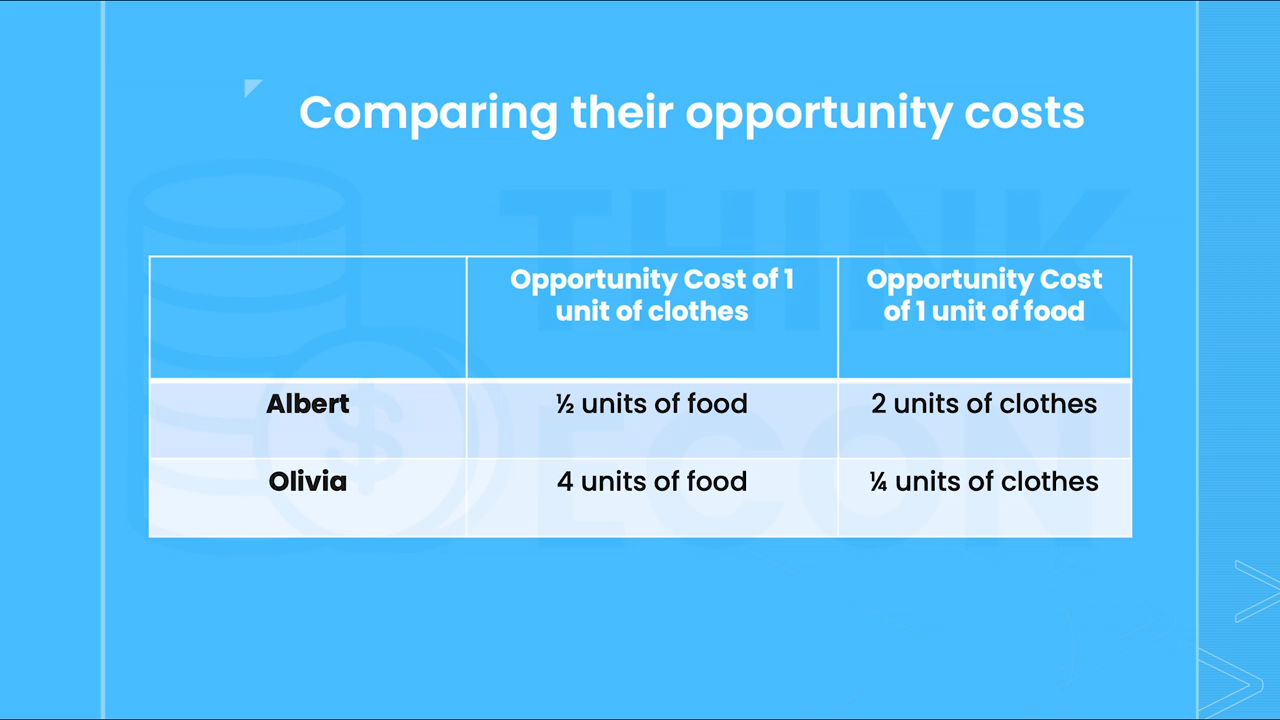 Comparing their opportunity costs
THINK
ECON
Opportunity Cost of 1
unit of clothes
Opportunity Cost
of 1 unit of food
Albert
½ units of food
2 units of clothes
Olivia
4 units of food
¼ units of clothes
$